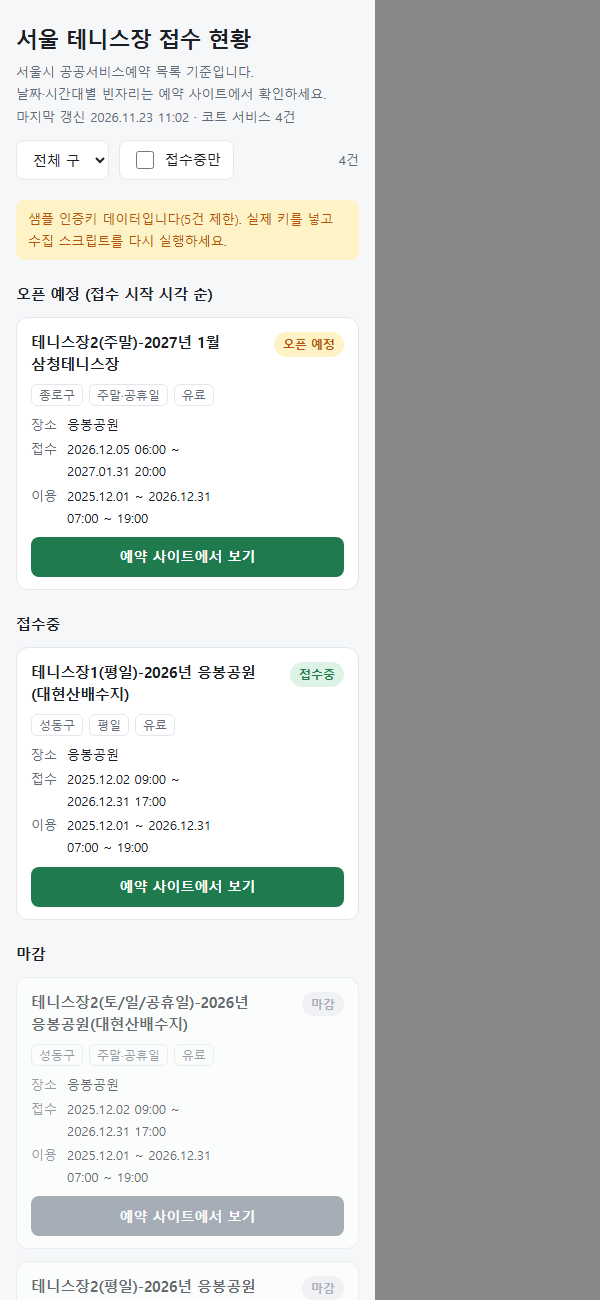 서울 테니스장 접수 현황
서울시 공공서비스예약 목록 기준입니다.
날짜·시간대별 빈자리는 예약 사이트에서 확인하세요.
마지막 갱신 2026.11.23 11:02 · 코트 서비스 4건
전체 구 접수중만 4건
샘플 인증키 데이터입니다(5건 제한). 실제 키를 넣고
수집 스크립트를 다시 실행하세요.
오픈 예정 (접수 시작 시각 순)
테니스장2(주말)-2027년 1월 오픈 예정
삼청테니스장
종로구 주말·공휴일 유료
장소 응봉공원
접수 2026.12.05 06:00 ~
2027.01.31 20:00
이용 2025.12.01 ~ 2026.12.31
07:00 ~ 19:00
예약 사이트에서 보기
접수중
테니스장1(평일)-2026년 응봉공원 접수중
(대현산배수지)
성동구 평일 유료
장소 응봉공원
접수 2025.12.02 09:00 ~
2026.12.31 17:00
이용 2025.12.01 ~ 2026.12.31
07:00 ~ 19:00
예약 사이트에서 보기
마감
테니스장2(토/일/공휴일)-2026년 마감
응봉공원(대현산배수지)
성동구 주말·공휴일 유료
장소 응봉공원
접수 2025.12.02 09:00 ~
2026.12.31 17:00
이용 2025.12.01 ~ 2026.12.31
07:00 ~ 19:00
예약 사이트에서 보기
테니스장2(평일)-2026년 응봉공원 마감